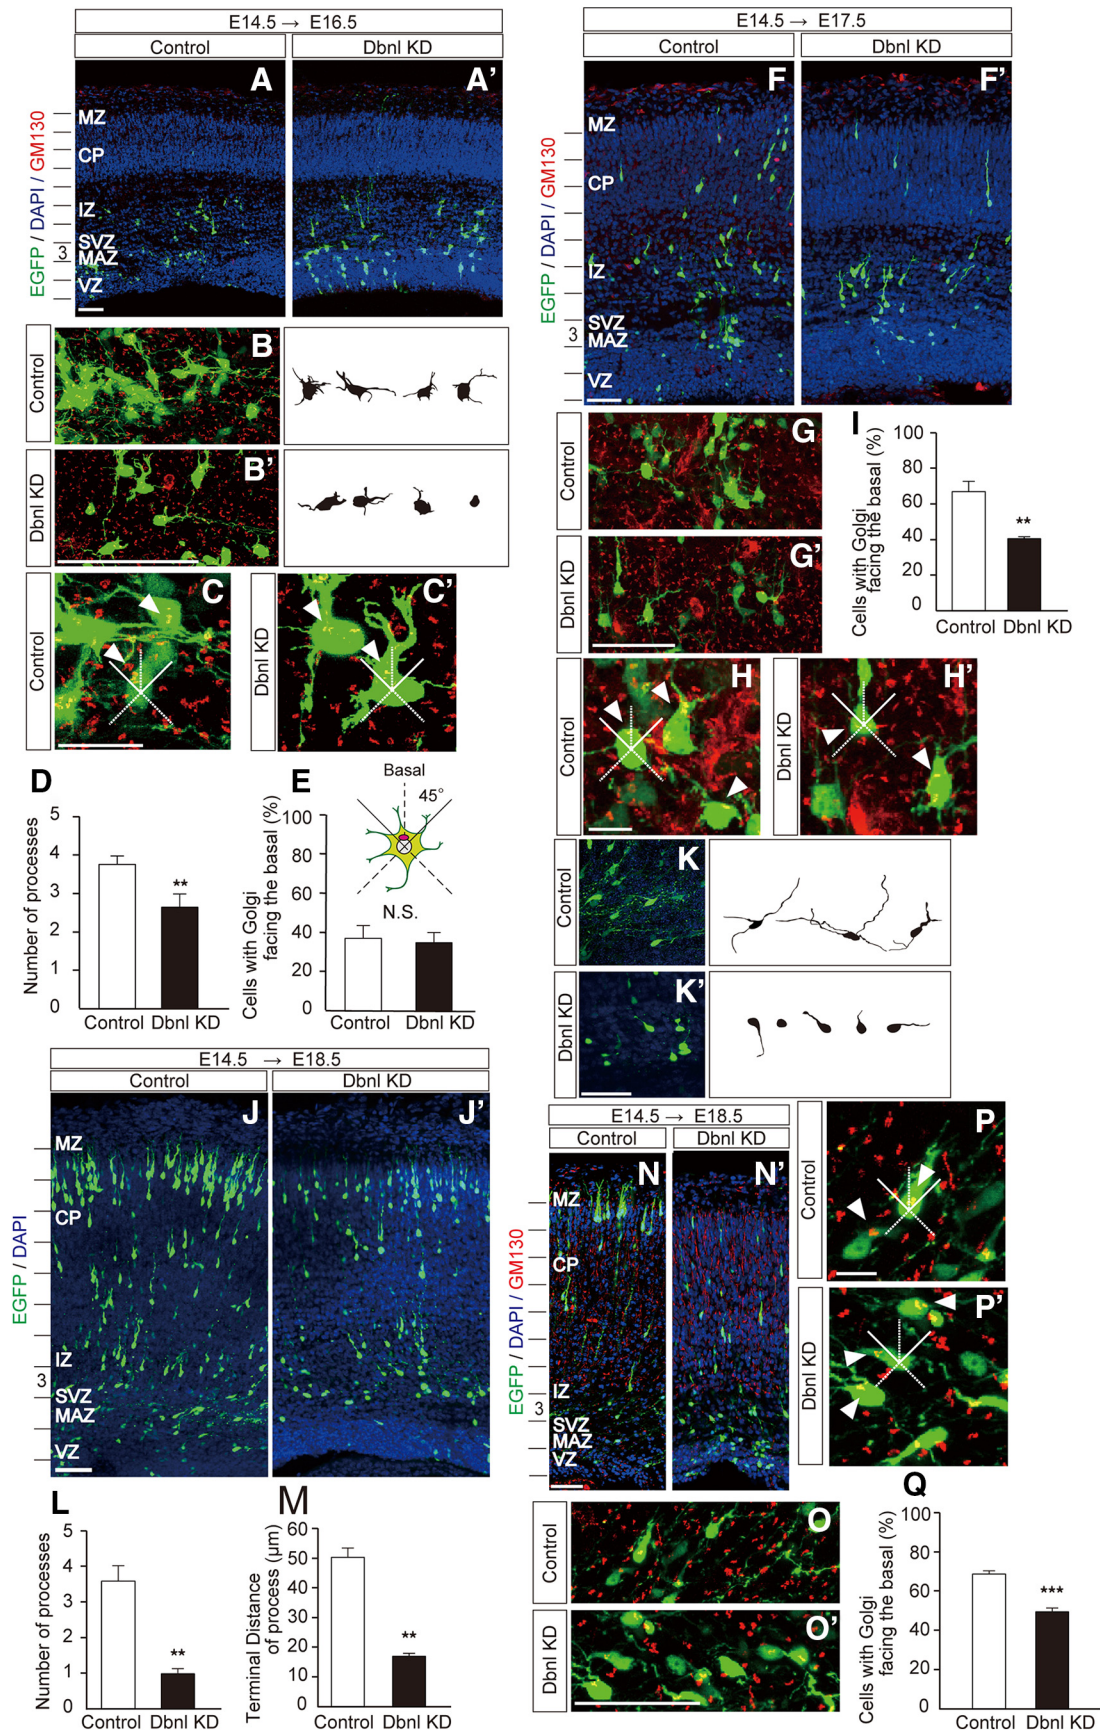 E14.5 → E16.5
Control
Dbnl KD
A
A’
EGFP / DAPI / GM130
MZ
CP
IZ
SVZ
3
MAZ
VZ
E14.5 → E17.5
Control
Dbnl KD
F
F’
EGFP / DAPI / GM130
MZ
CP
IZ
SVZ
3
MAZ
VZ
Control
B
Dbnl KD
B’
Control
C
Dbnl KD
C’
Control
G
Dbnl KD
G’
I
Cells with Golgi
facing the basal (%)
100
80
60
40
20
0
**
Control Dbnl KD
Control
H
Dbnl KD
H’
D
Number of processes
5
4
3
2
1
0
**
Control Dbnl KD
E
Basal
45°
Cells with Golgi
facing the basal (%)
100
80
60
40
20
0
N.S.
Control Dbnl KD
Control
K
Dbnl KD
K’
E14.5 → E18.5
Control
Dbnl KD
J
J’
EGFP / DAPI
MZ
CP
IZ
3
SVZ
MAZ
VZ
E14.5 → E18.5
Control
Dbnl KD
N
N’
EGFP / DAPI / GM130
MZ
CP
IZ
3
SVZ
MAZ
VZ
Control
P
Dbnl KD
P’
L
Number of processes
5
4
3
2
1
0
**
Control Dbnl KD
M
Terminal Distance
of process (μm)
60
50
40
30
20
10
0
**
Control Dbnl KD
Control
O
Dbnl KD
O’
Q
Cells with Golgi
facing the basal (%)
100
80
60
40
20
0
***
Control Dbnl KD